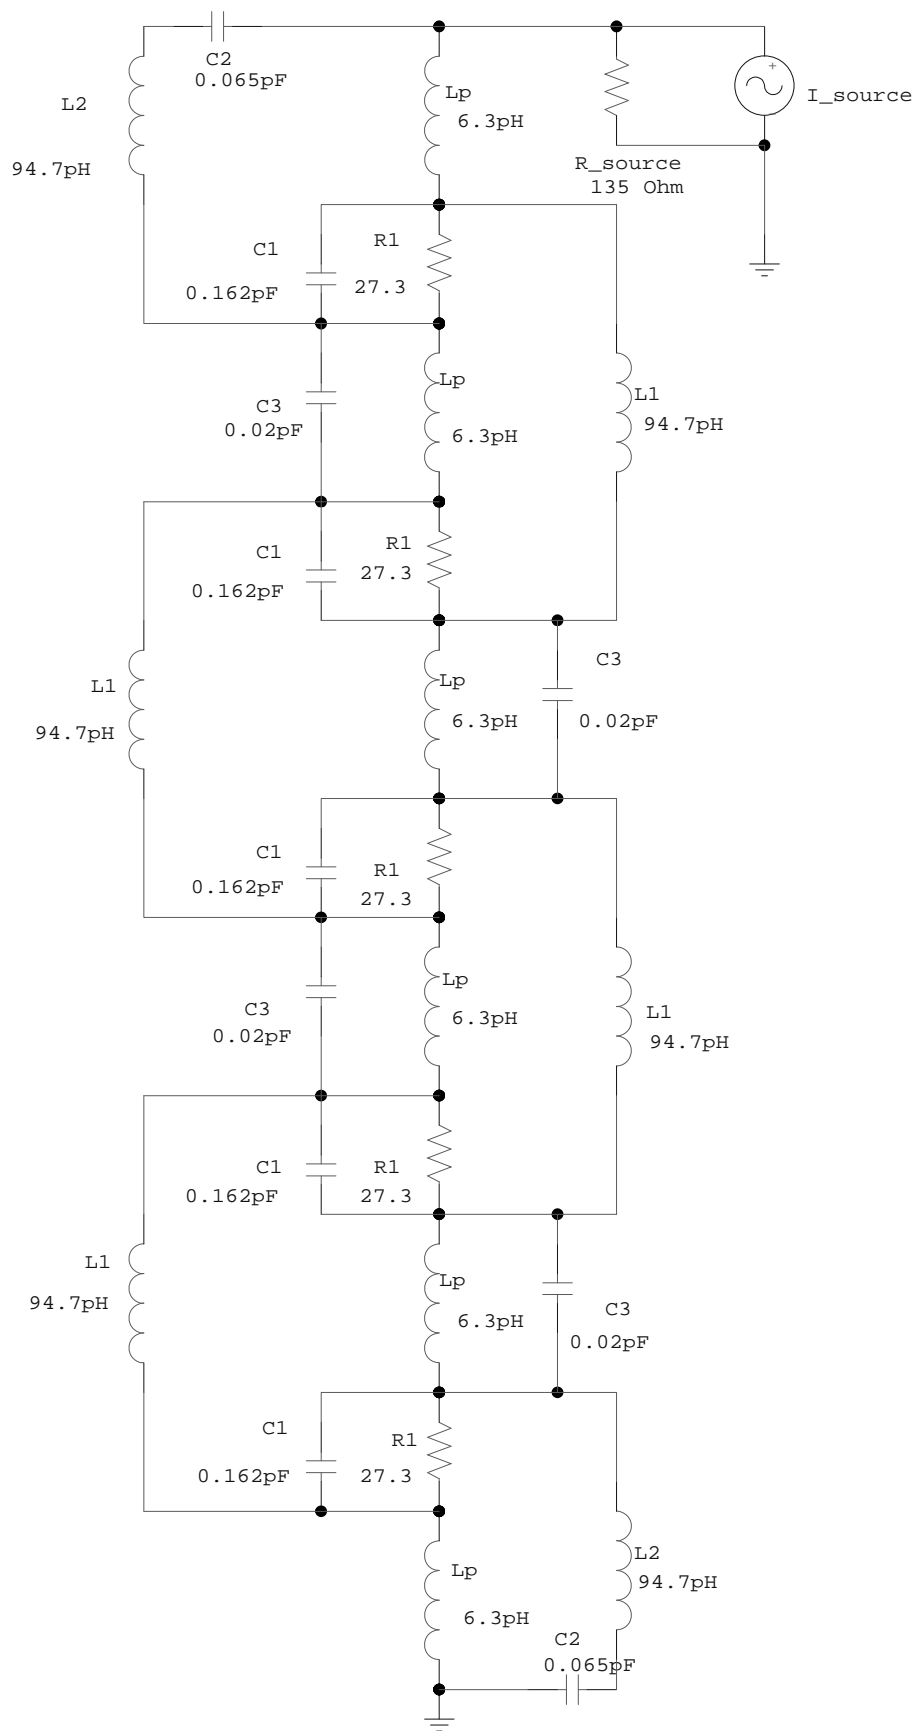 C2
0.065pF
L2
94.7pH
Lp
6.3pH
+
I_source
R_source
135 Ohm
C1
0.162pF
R1
27.3
C3
0.02pF
Lp
6.3pH
L1
94.7pH
C1
0.162pF
R1
27.3
L1
94.7pH
Lp
6.3pH
C3
0.02pF
C1
0.162pF
R1
27.3
C3
0.02pF
Lp
6.3pH
L1
94.7pH
C1
0.162pF
R1
27.3
L1
94.7pH
Lp
6.3pH
C3
0.02pF
C1
0.162pF
R1
27.3
Lp
6.3pH
L2
94.7pH
C2
0.065pF